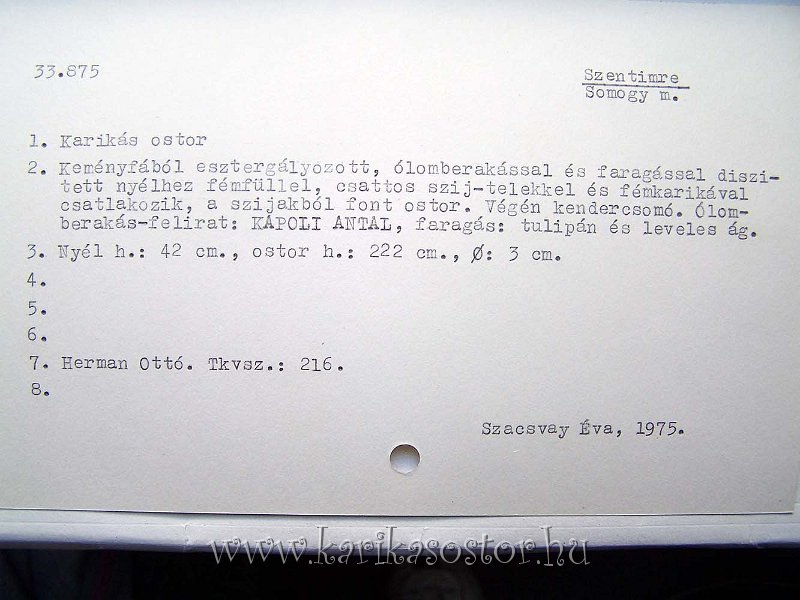 33.875
Szentimre
Somogy m.
1. Karikás ostor
2. Keményfából esztergályozott, ólomberakással és faragással diszi-
tett nyélhez fémfüllel, csattos szij-telekkel és fémkarikával
csatlakozik, a szijakból font ostor. Végén kendercsomó. Ólom-
berakás-felirat: KÁPOLI ANTAL, faragás: tulipán és leveles ág.
3. Nyél h.: 42 cm., ostor h.: 222 cm., Ø: 3 cm.
4.
5.
6.
7. Herman Ottó. Tkvsz.: 216.
8.
Szacsvay Éva, 1975.
www.karikasostor.hu